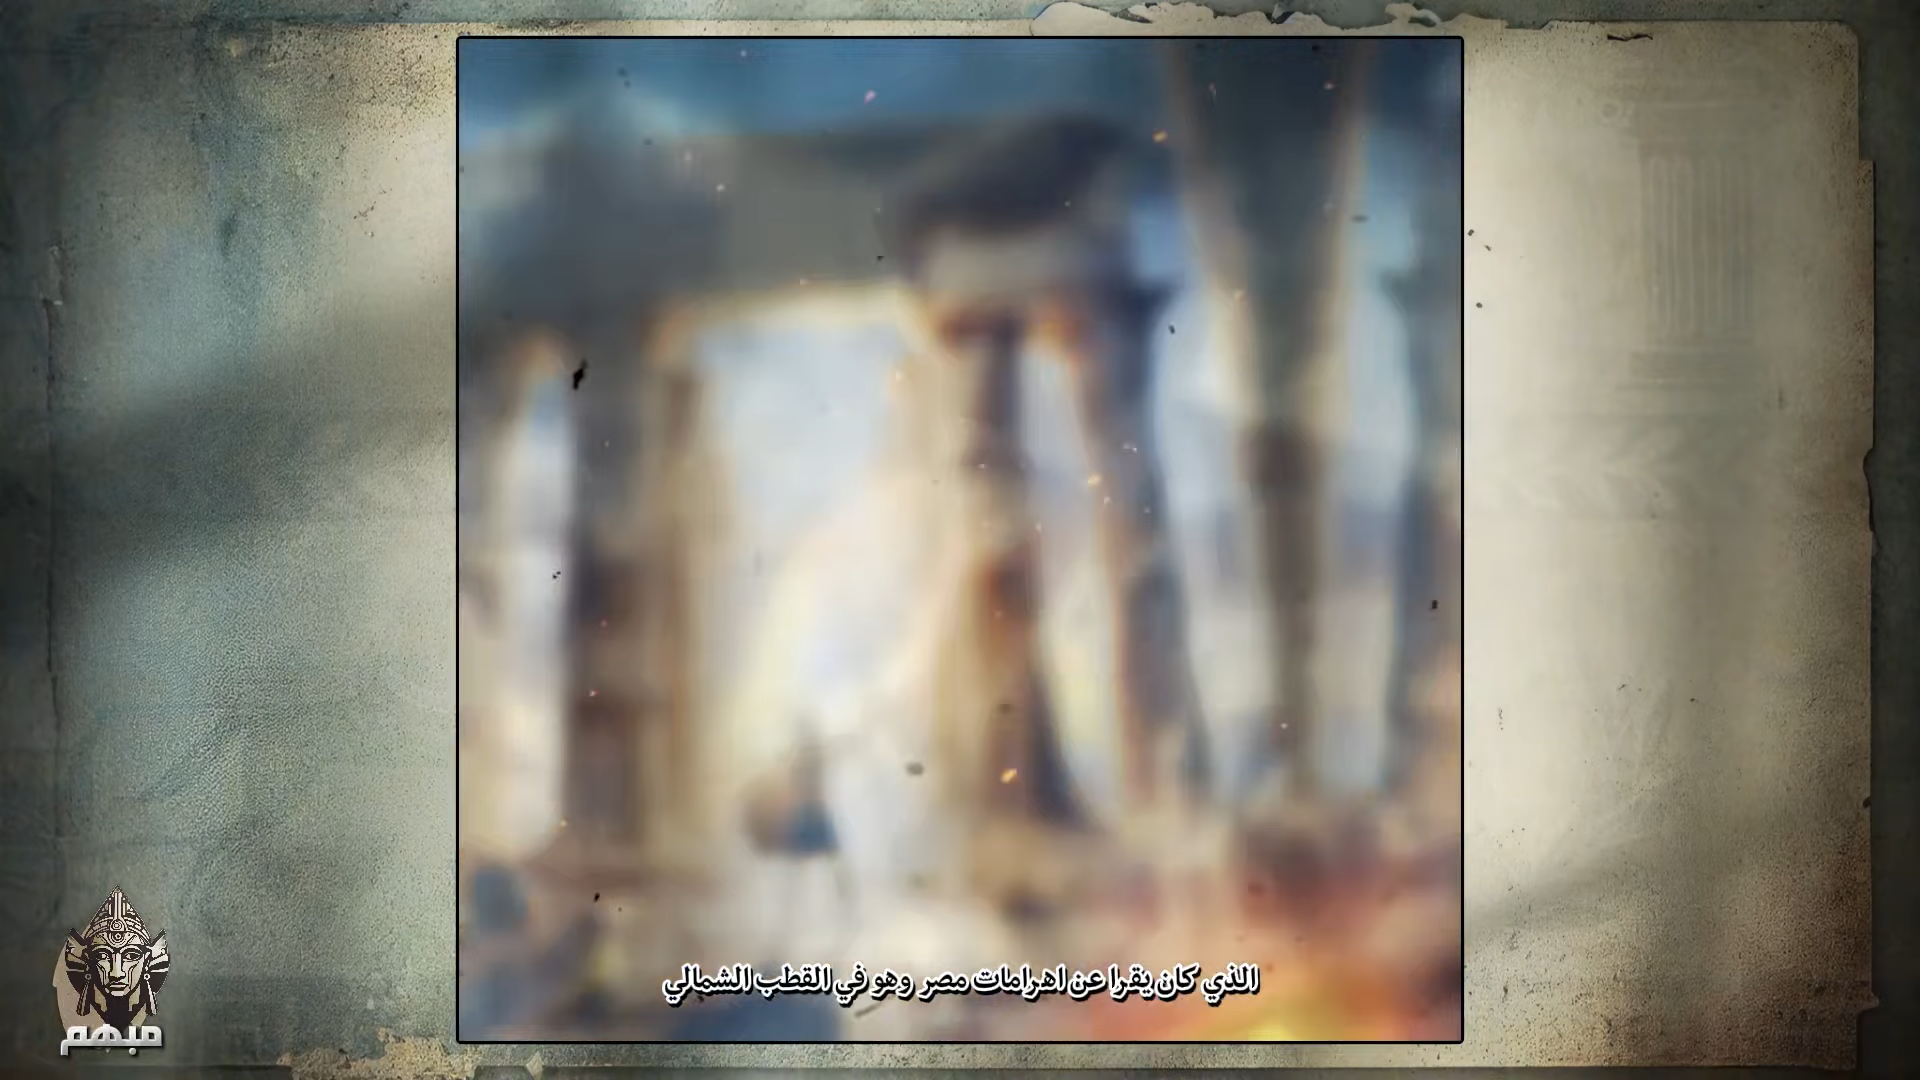 الذي كان يقرا عن اهرامات مصر وهو في القطب الشمالي
مبهم